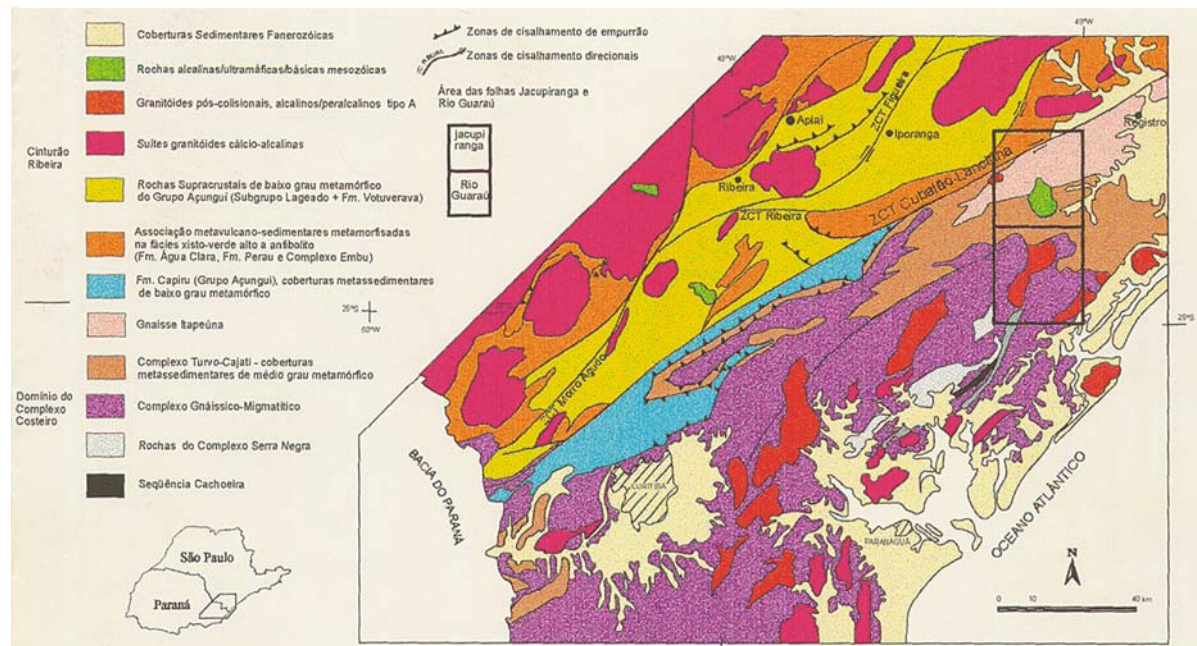 Coberturas Sedimentares Fanerozóicas
Rochas alcalinas/ultramáficas/básicas mesozóicas
Granitóides pós-colisionais, alcalinos/peralcalinos tipo A
Suítes granitóides cálcio-alcalinas
Cinturão
Ribeira
Rochas Supracrustais de baixo grau metamórfico
do Grupo Açungui (Subgrupo Lageado + Fm. Votuverava)
Associação metavulcano-sedimentares metamorfisadas
na fácies xisto-verde alto a anfibolito
(Fm. Água Clara, Fm. Perau e Complexo Embu)
Fm. Capiru (Grupo Açungui), coberturas metassedimentares
de baixo grau metamórfico
Gnaisse Itapeúna
Complexo Turvo-Cajati - coberturas
metassedimentares de médio grau metamórfico
Domínio do
Complexo
Costeiro
Complexo Gnáissico-Migmatítico
Rochas do Complexo Serra Negra
Seqüência Cachoeira
Zonas de cisalhamento de empurrão
Zonas de cisalhamento direcionais
Área das folhas Jacupiranga e
Rio Guaraú
jacupi
ranga
Rio
Guaraú
São Paulo
Paraná
49°W
Registro
Apiaí
ZCT Figueira
Iporanga
Ribeira
ZCT Cubatão-Lancinha
ZCT Ribeira
25°S
25°S
ZCT Morro Agudo
BACIA DO PARANÁ
CURITIBA
PARANAGUÁ
OCEANO ATLÂNTICO
N
0
20
40 km